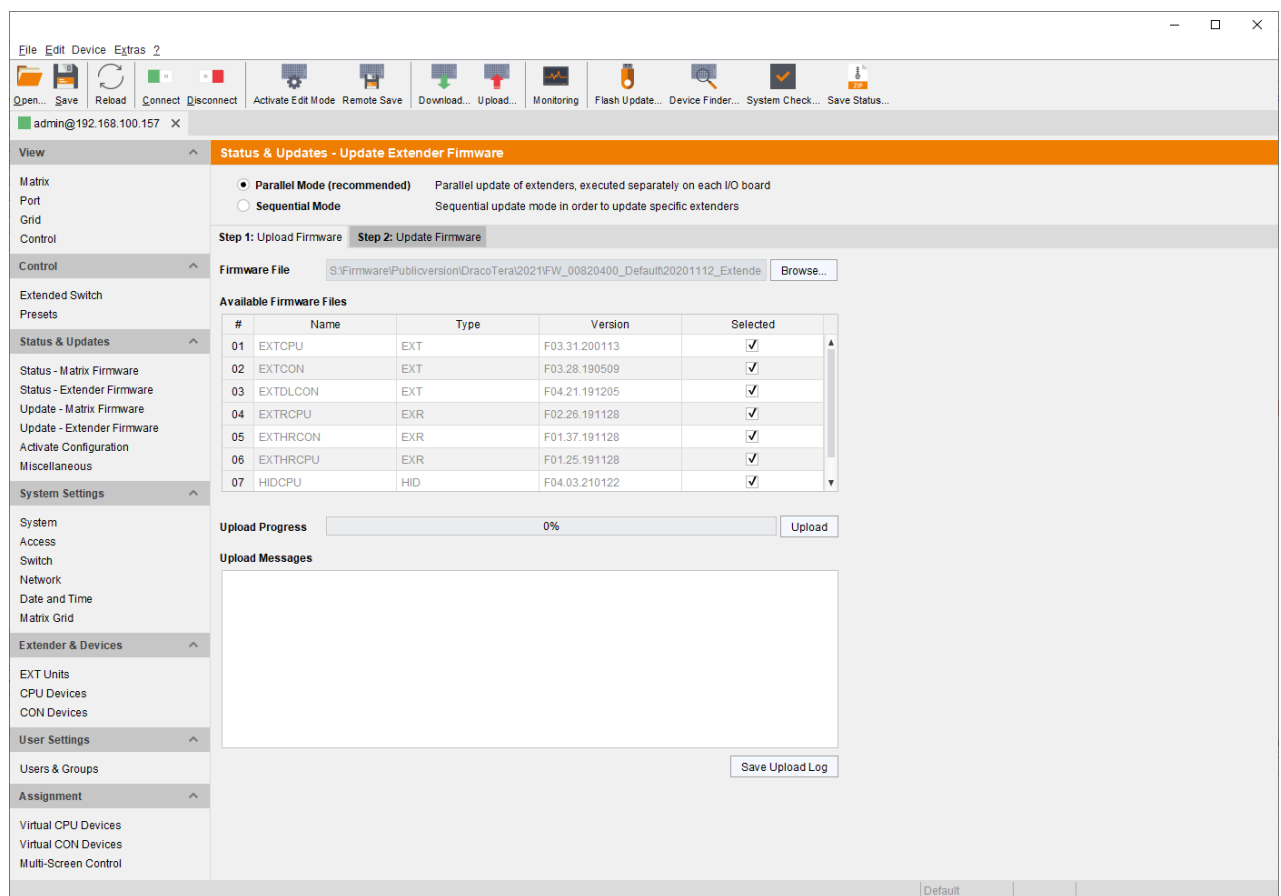 File Edit Device Extras ?
Open... Save Reload Connect Disconnect Activate Edit Mode Remote Save Download... Upload... Monitoring Flash Update... Device Finder... System Check... Save Status...
ZIP
admin@192.168.100.157
View
Matrix
Port
Grid
Control
Control
Extended Switch
Presets
Status & Updates
Status - Matrix Firmware
Status - Extender Firmware
Update - Matrix Firmware
Update - Extender Firmware
Activate Configuration
Miscellaneous
System Settings
System
Access
Switch
Network
Date and Time
Matrix Grid
Extender & Devices
EXT Units
CPU Devices
CON Devices
User Settings
Users & Groups
Assignment
Virtual CPU Devices
Virtual CON Devices
Multi-Screen Control
Status & Updates - Update Extender Firmware
Parallel Mode (recommended) Parallel update of extenders, executed separately on each I/O board
Sequential Mode Sequential update mode in order to update specific extenders
Step 1: Upload Firmware Step 2: Update Firmware
Firmware File S:\Firmware\Publicversion\DracoTera\2021\FW_00820400_Default\20201112_Extende Browse...
Available Firmware Files
# Name Type Version Selected
01 EXTCPU EXT F03.31.200113
02 EXTCON EXT F03.28.190509
03 EXTDLCON EXT F04.21.191205
04 EXTRCPU EXR F02.26.191128
05 EXTHRCON EXR F01.37.191128
06 EXTHRCPU EXR F01.25.191128
07 HIDCPU HID F04.03.210122
Upload Progress 0% Upload
Upload Messages
Save Upload Log
Default